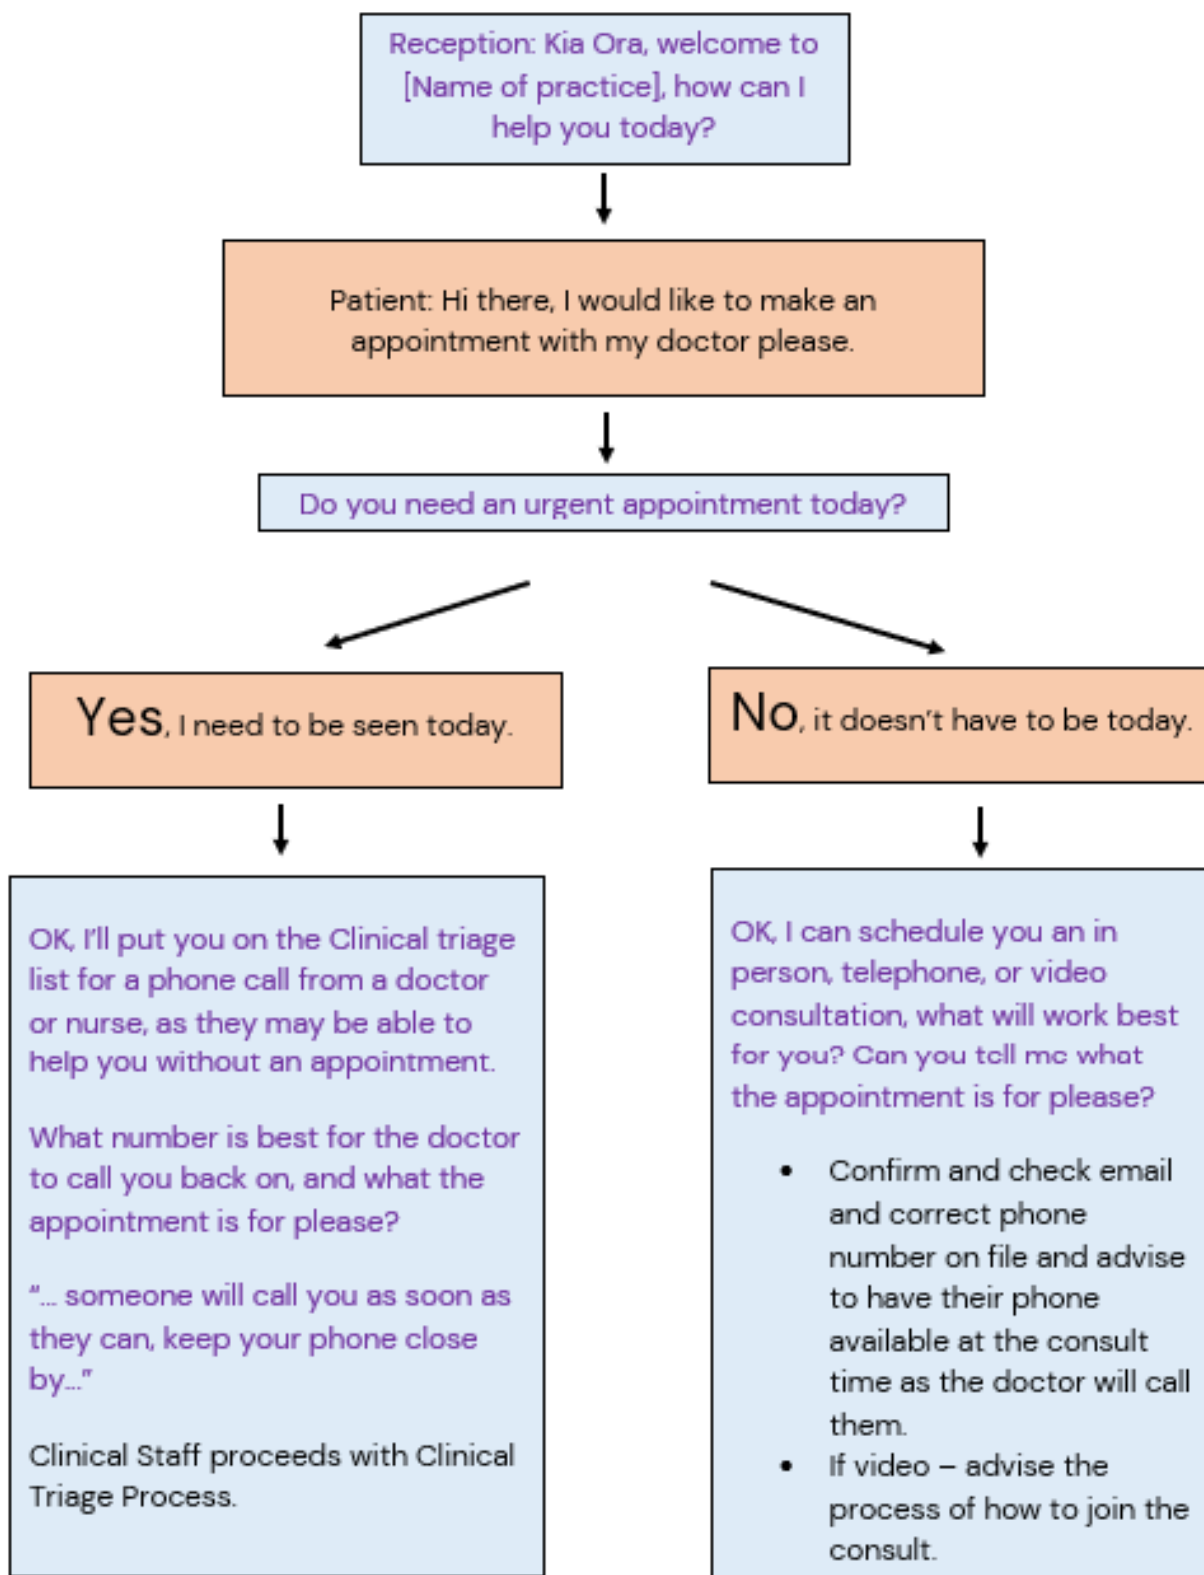 Reception: Kia Ora, welcome to
[Name of practice], how can I
help you today?
Patient: Hi there, I would like to make an
appointment with my doctor please.
Do you need an urgent appointment today?
Yes, I need to be seen today.
No, it doesn't have to be today.
OK, I'll put you on the Clinical triage
list for a phone call from a doctor
or nurse, as they may be able to
help you without an appointment.
What number is best for the doctor
to call you back on, and what the
appointment is for please?
"... someone will call you as soon as
they can, keep your phone close
by..."
Clinical Staff proceeds with Clinical
Triage Process.
OK, I can schedule you an in
person, telephone, or video
consultation, what will work best
for you? Can you tell me what
the appointment is for please?
• Confirm and check email
and correct phone
number on file and advise
to have their phone
available at the consult
time as the doctor will call
them.
• If video – advise the
process of how to join the
consult.